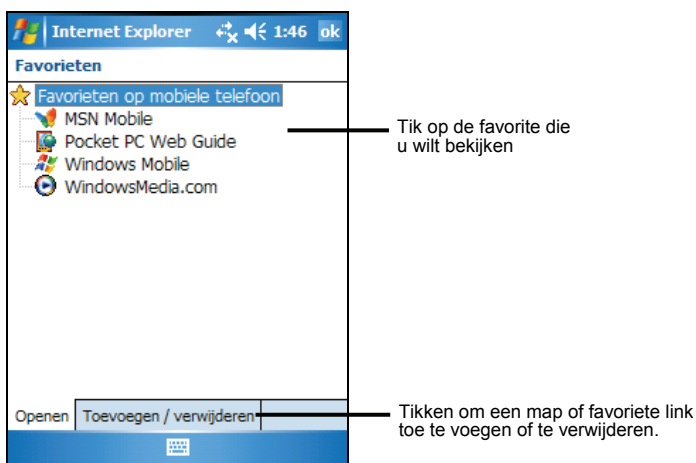 Internet Explorer 1:46 ok
Favorieten
Favorieten op mobiele telefoon
MSN Mobile
Pocket PC Web Guide
Windows Mobile
WindowsMedia.com
Tik op de favorite die
u wilt bekijken
Openen Toevoegen / verwijderen
Tikken om een map of favoriete link
toe te voegen of te verwijderen.